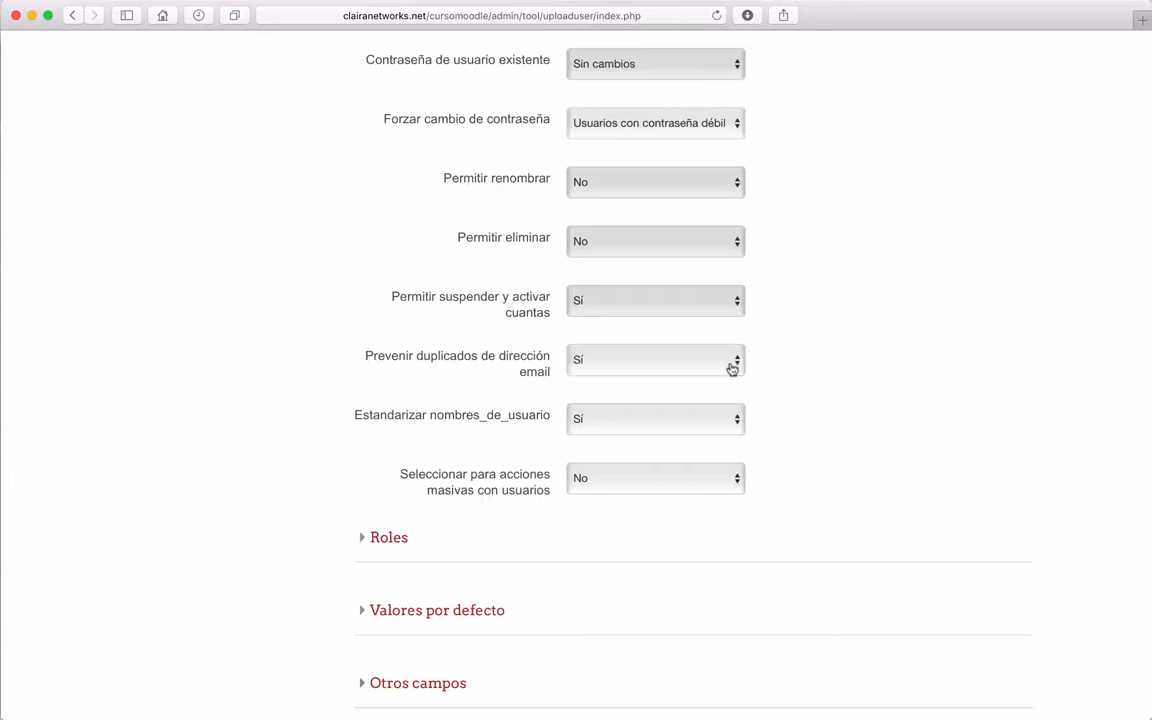 clairanetworks.net/cursomoodle/admin/tool/uploaduser/index.php
Contraseña de usuario existente
Sin cambios
Forzar cambio de contraseña
Usuarios con contraseña débil
Permitir renombrar
No
Permitir eliminar
No
Permitir suspender y activar
cuantas
Sí
Prevenir duplicados de dirección
email
Sí
Estandarizar nombres_de_usuario
Sí
Seleccionar para acciones
masivas con usuarios
No
Roles
Valores por defecto
Otros campos